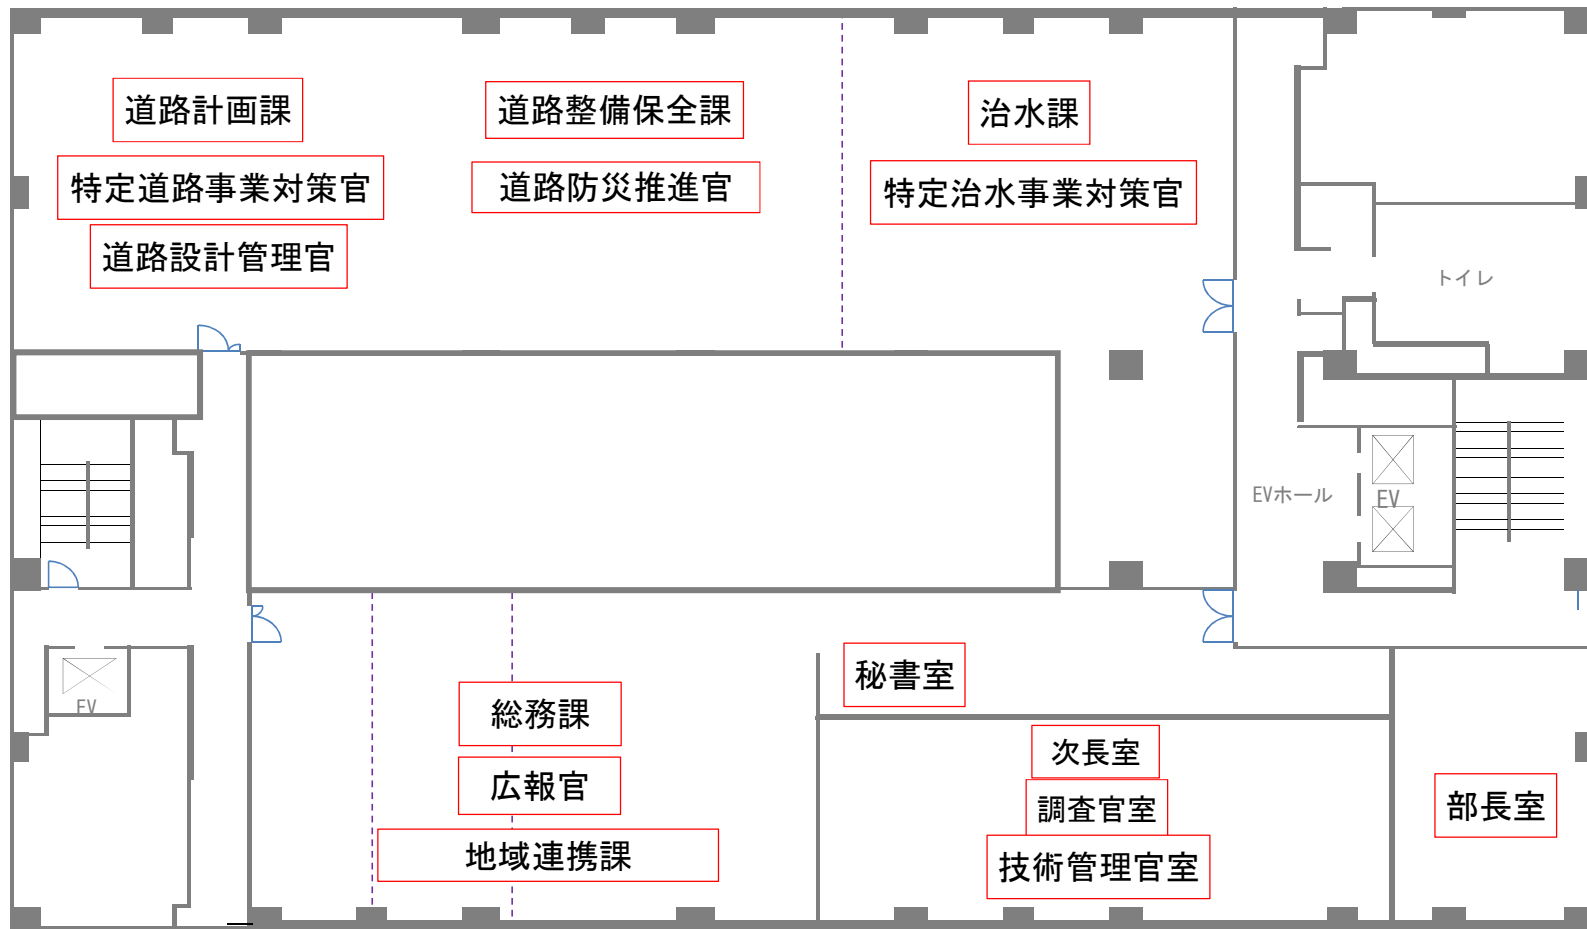 道路計画課
特定道路事業対策官
道路設計管理官
道路整備保全課
道路防災推進官
治水課
特定治水事業対策官
トイレ
EVホール
EV
EV
秘書室
総務課
広報官
地域連携課
次長室
調査官室
技術管理官室
部長室